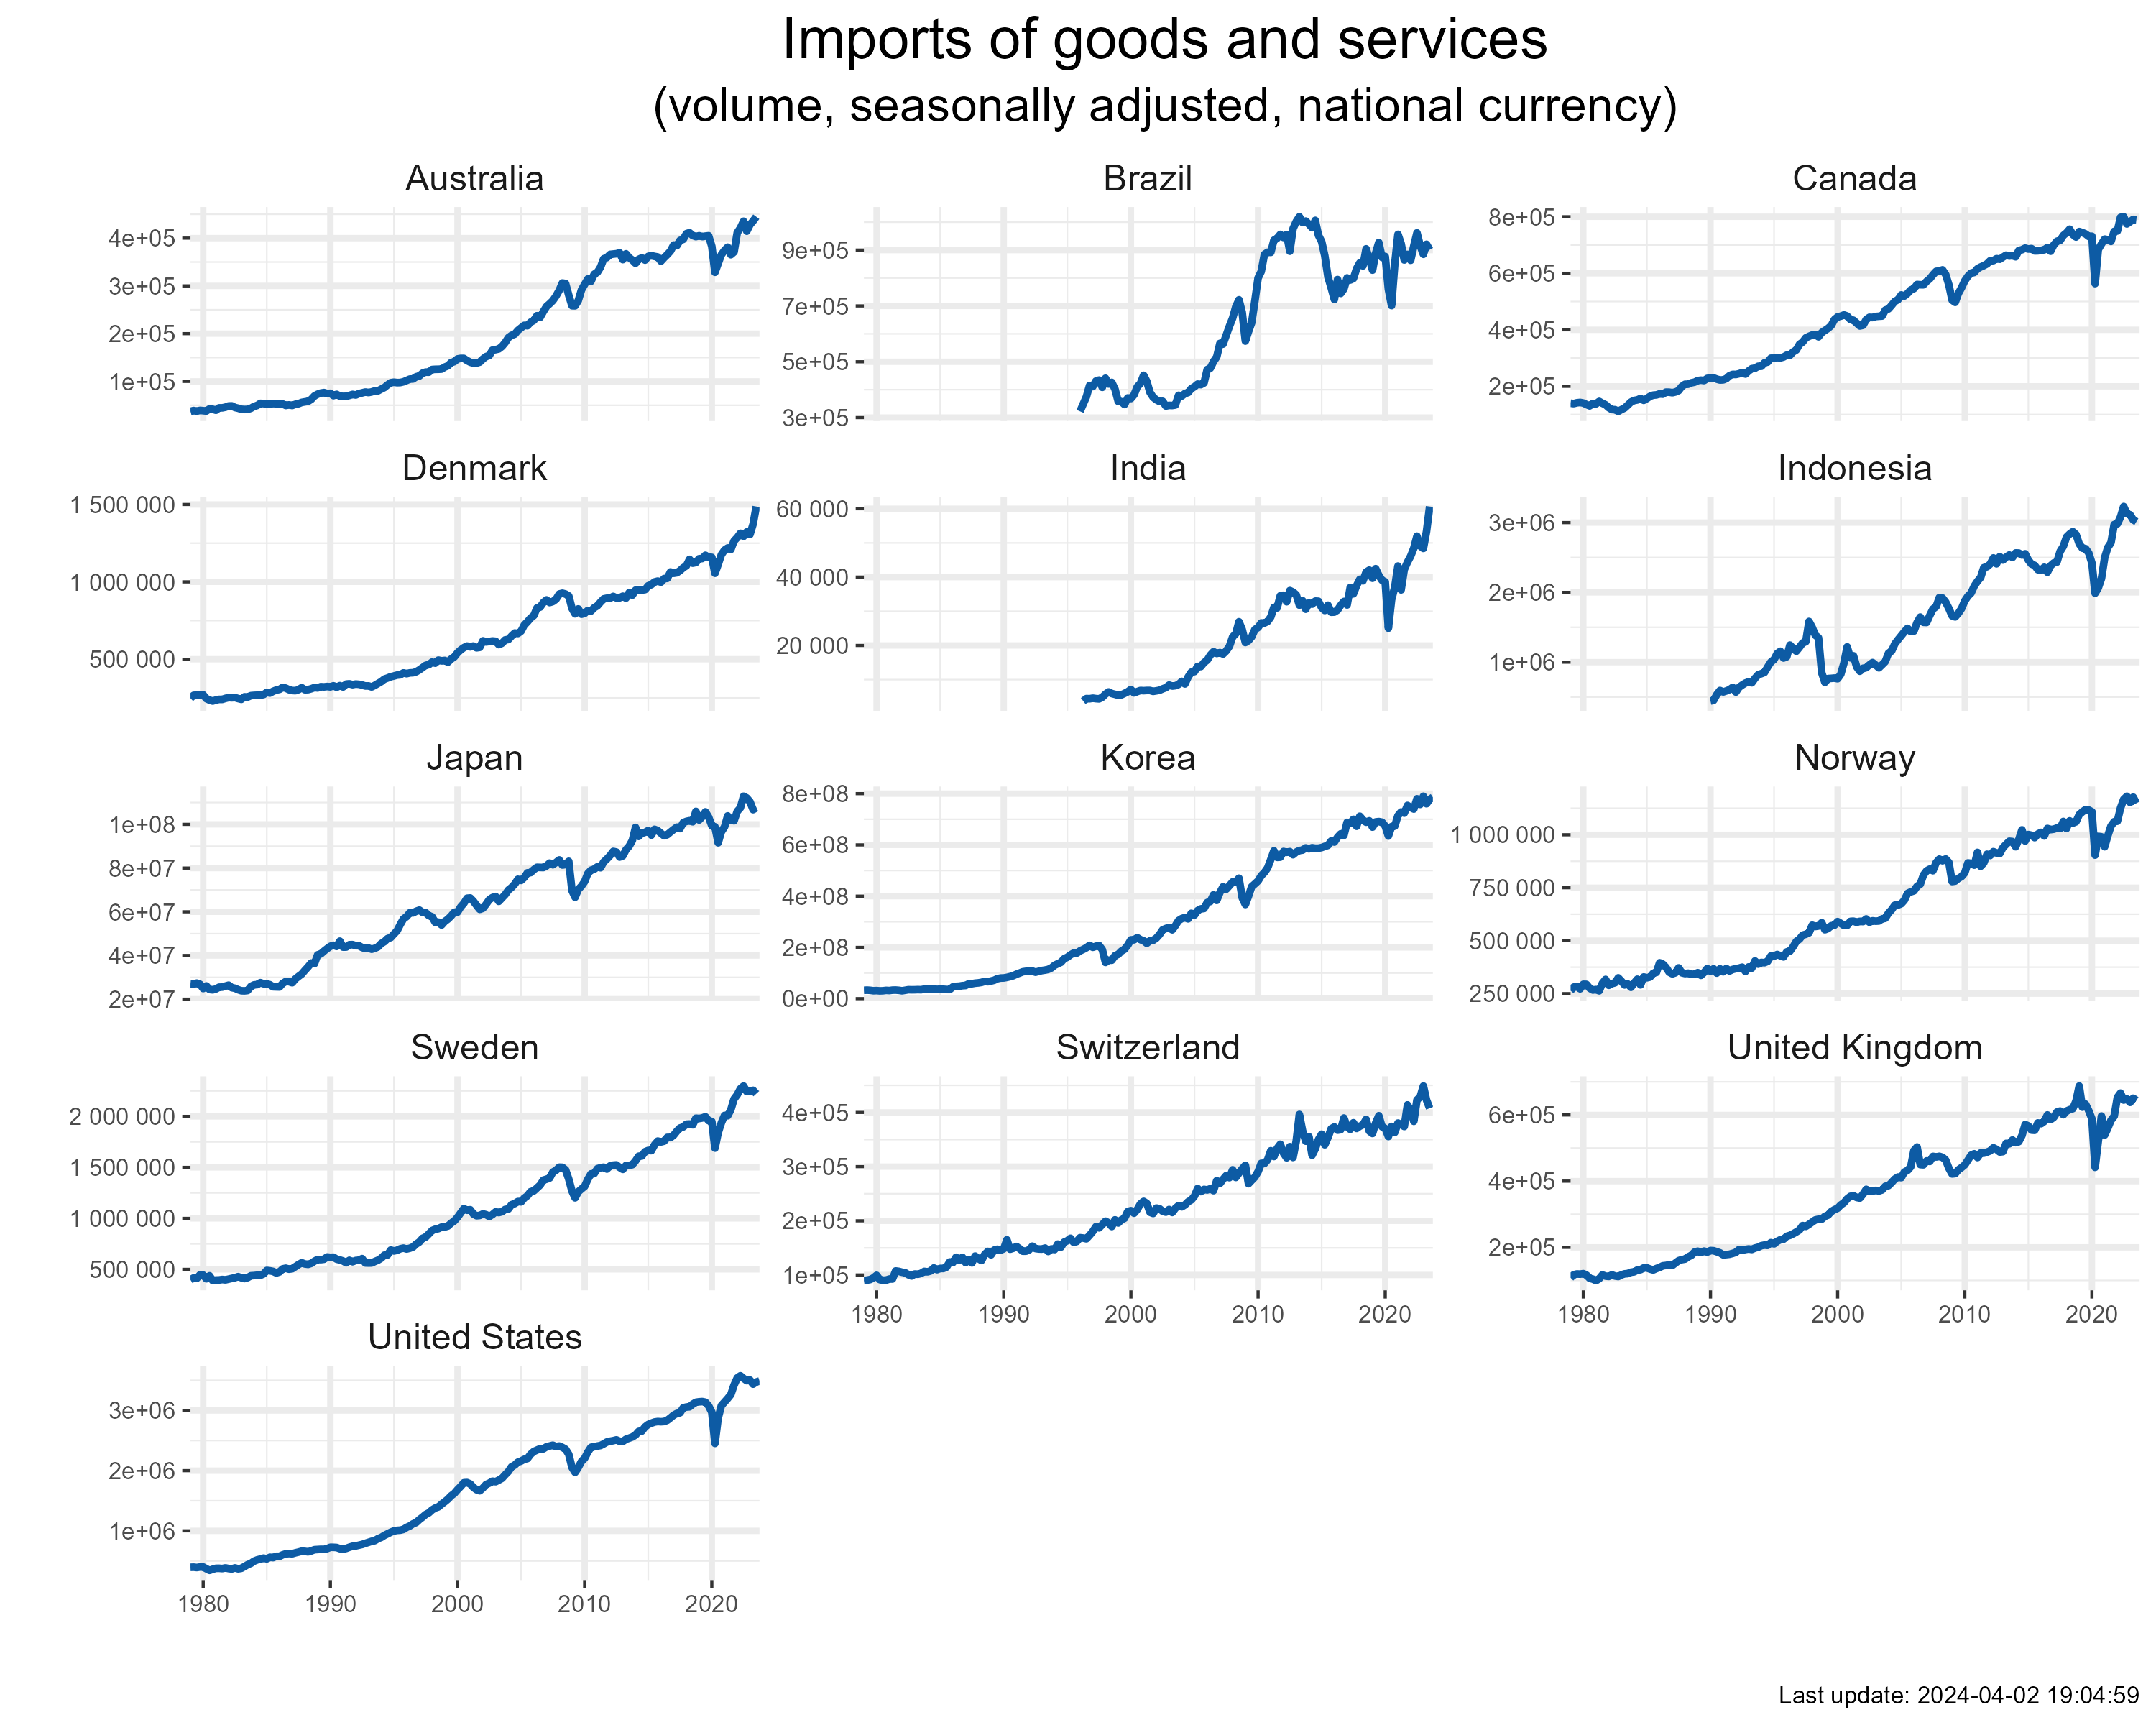 Imports of goods and services
(volume, seasonally adjusted, national currency)
Australia
4e+05
3e+05
2e+05
1e+05
Brazil
9e+05
7e+05
5e+05
3e+05
Canada
8e+05
6e+05
4e+05
2e+05
Denmark
1 500 000
1 000 000
500 000
India
60 000
40 000
20 000
Indonesia
3e+06
2e+06
1e+06
Japan
1e+08
8e+07
6e+07
4e+07
2e+07
Korea
8e+08
6e+08
4e+08
2e+08
0e+00
Norway
1 000 000
750 000
500 000
250 000
Sweden
2 000 000
1 500 000
1 000 000
500 000
Switzerland
4e+05
3e+05
2e+05
1e+05
1980 1990 2000 2010 2020
United Kingdom
6e+05
4e+05
2e+05
1980 1990 2000 2010 2020
United States
3e+06
2e+06
1e+06
1980 1990 2000 2010 2020
Last update: 2024-04-02 19:04:59